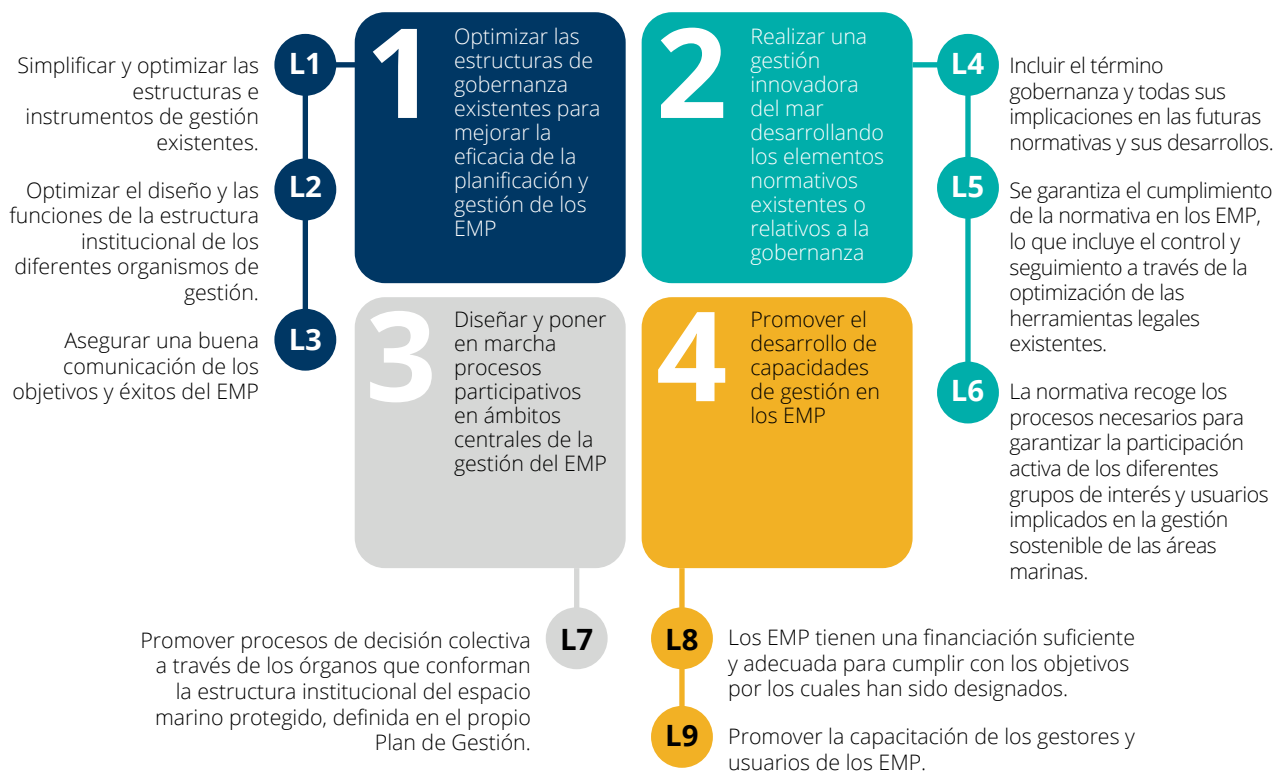 1
Optimizar las
estructuras de
gobernanza
existentes para
mejorar la
eficacia de la
planificación y
gestión de los
EMP
L1
Simplificar y optimizar las
estructuras e
instrumentos de gestión
existentes.
L2
Optimizar el diseño y las
funciones de la estructura
institucional de los
diferentes organismos de
gestión.
L3
Asegurar una buena
comunicación de los
objetivos y éxitos del EMP
2
Realizar una
gestión
innovadora
del mar
desarrollando
los elementos
normativos
existentes o
relativos a la
gobernanza
L4
Incluir el término
gobernanza y todas sus
implicaciones en las futuras
normativas y sus desarrollos.
L5
Se garantiza el cumplimiento
de la normativa en los EMP,
lo que incluye el control y
seguimiento a través de la
optimización de las
herramientas legales
existentes.
L6
La normativa recoge los
procesos necesarios para
garantizar la participación
activa de los diferentes
grupos de interés y usuarios
implicados en la gestión
sostenible de las áreas
marinas.
3
Diseñar y poner
en marcha
procesos
participativos
en ámbitos
centrales de la
gestión del EMP
L7
Promover procesos de decisión colectiva
a través de los órganos que conforman
la estructura institucional del espacio
marino protegido, definida en el propio
Plan de Gestión.
4
Promover el
desarrollo de
capacidades
de gestión en
los EMP
L8
Los EMP tienen una financiación suficiente
y adecuada para cumplir con los objetivos
por los cuales han sido designados.
L9
Promover la capacitación de los gestores y
usuarios de los EMP.